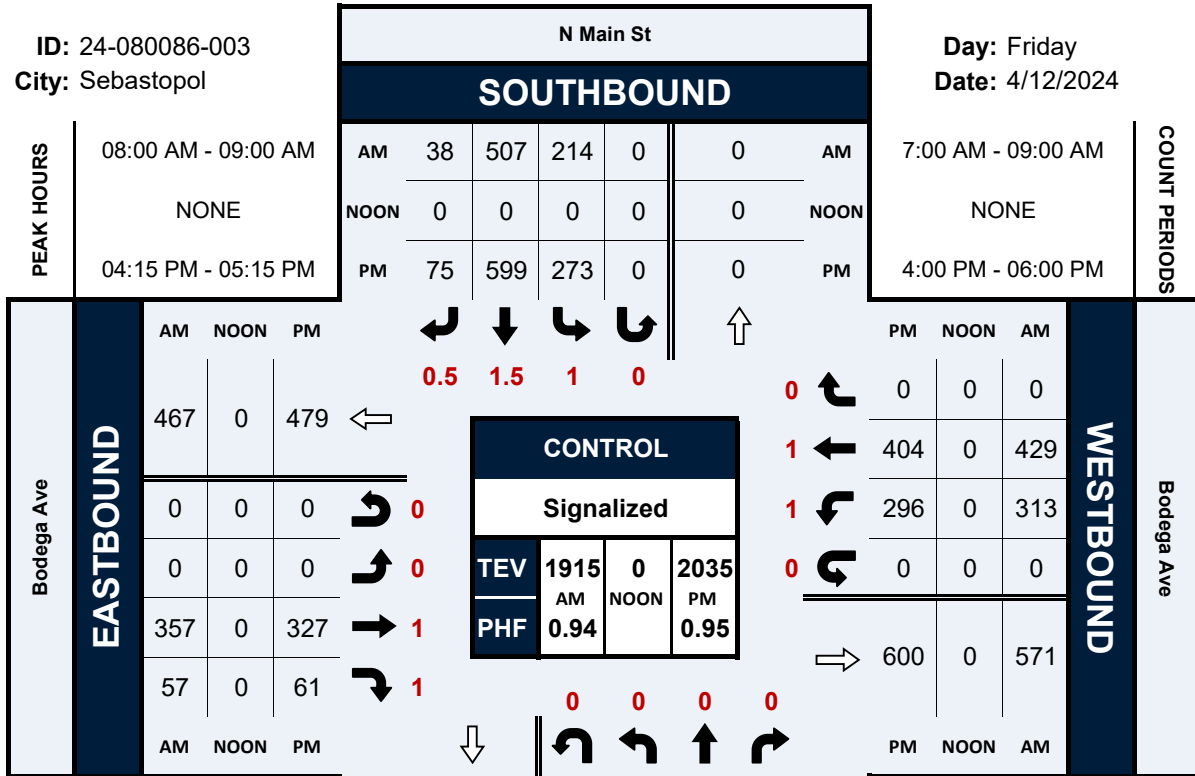 ID: 24-080086-003
City: Sebastopol
N Main St
SOUTHBOUND
Day: Friday
Date: 4/12/2024
PEAK HOURS
08:00 AM - 09:00 AM
NONE
04:15 PM - 05:15 PM
AM 38 507 214 0 0 AM
NOON 0 0 0 0 0 NOON
PM 75 599 273 0 0 PM
7:00 AM - 09:00 AM
NONE
4:00 PM - 06:00 PM
COUNT PERIODS
0.5 1.5 1 0
Bodega Ave
EASTBOUND
AM NOON PM
467 0 479
0 0 0 0
0 0 0 0
357 0 327 1
57 0 61 1
AM NOON PM
CONTROL
Signalized
TEV 1915 0 2035
AM NOON PM
PHF 0.94 0.95
PM NOON AM
0 0 0 0
1 404 0 429
1 296 0 313
0 0 0 0
600 0 571
PM NOON AM
WESTBOUND
Bodega Ave
0 0 0 0